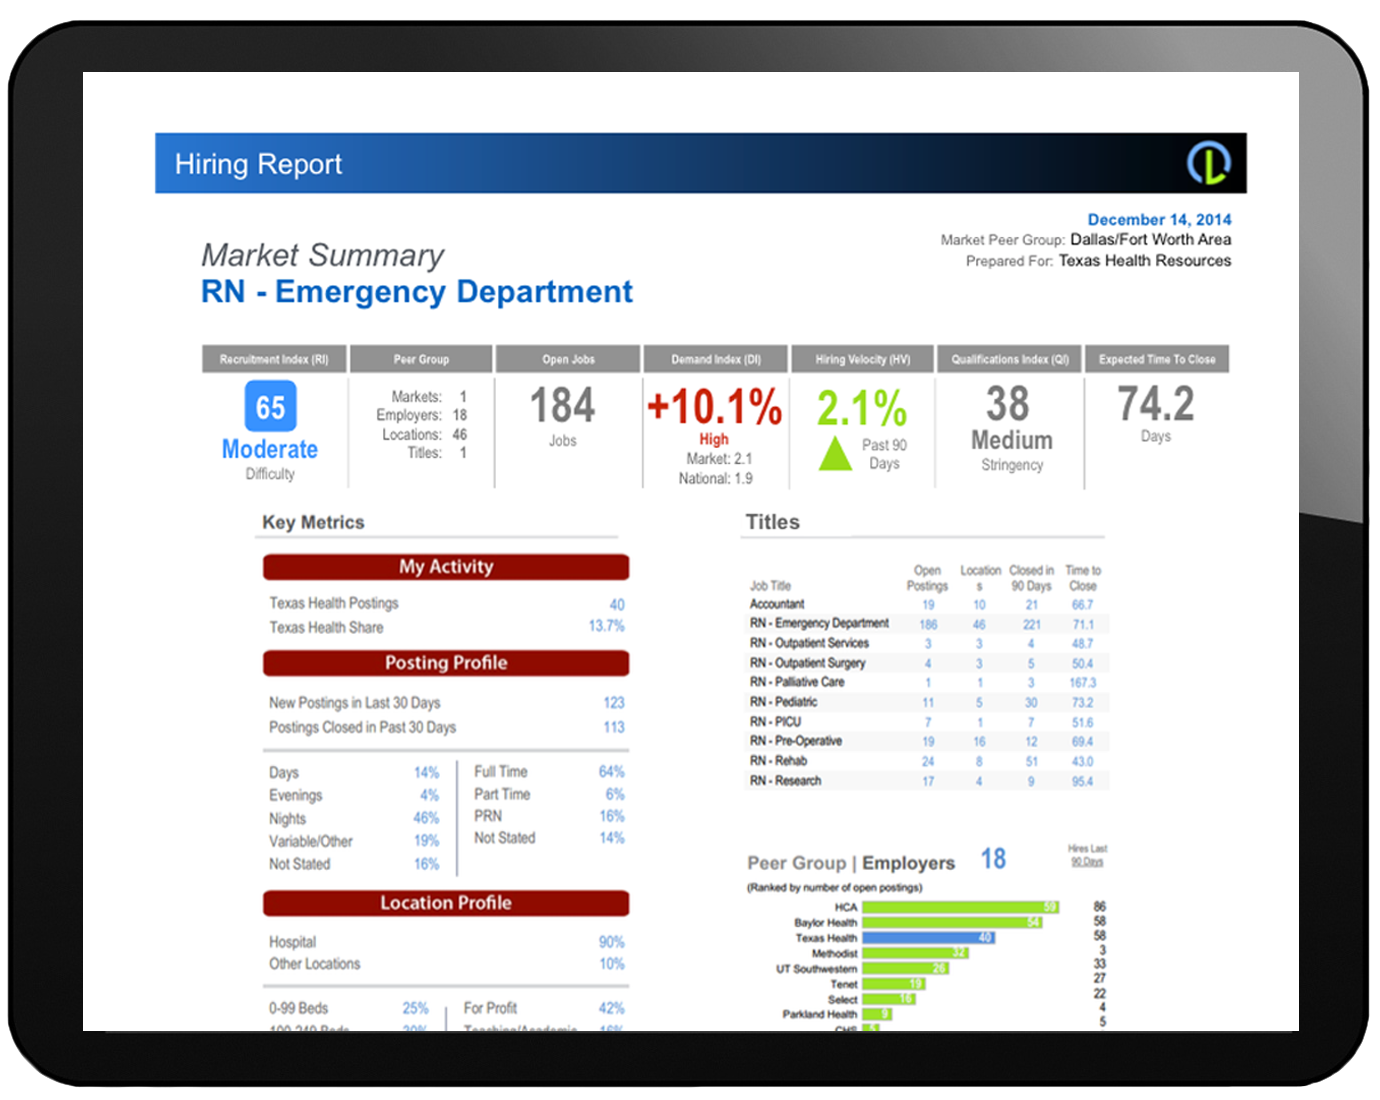 Hiring Report
December 14, 2014
Market Peer Group: Dallas/Fort Worth Area
Prepared For: Texas Health Resources
Market Summary
RN - Emergency Department
Recruitment Index (RI)
65
Moderate
Difficulty
Peer Group
Markets: 1
Employers: 18
Locations: 46
Titles: 1
Open Jobs
184
Jobs
Demand Index (DI)
+10.1%
High
Market: 2.1
National: 1.9
Hiring Velocity (HV)
2.1%
Past 90
Days
Qualifications Index (QI)
38
Medium
Stringency
Expected Time To Close
74.2
Days
Key Metrics
My Activity
Texas Health Postings 40
Texas Health Share 13.7%
Posting Profile
New Postings in Last 30 Days 123
Postings Closed in Past 30 Days 113
Days 14% Full Time 64%
Evenings 4% Part Time 6%
Nights 46% PRN 16%
Variable/Other 19% Not Stated 14%
Not Stated 16%
Location Profile
Hospital 90%
Other Locations 10%
0-99 Beds 25% For Profit 42%
100-249 Beds 30% Teaching/Academic 16%
Titles
Open Location Closed in Time to
Job Title Postings s 90 Days Close
Accountant 19 10 21 66.7
RN - Emergency Department 186 46 221 71.1
RN - Outpatient Services 3 3 4 48.7
RN - Outpatient Surgery 4 3 5 50.4
RN - Palliative Care 1 1 3 167.3
RN - Pediatric 11 5 30 73.2
RN - PICU 7 1 7 51.6
RN - Pre-Operative 19 16 12 69.4
RN - Rehab 24 8 51 43.0
RN - Research 17 4 9 95.4
Peer Group | Employers 18
Hires Last
90 Days
(Ranked by number of open postings)
HCA 59 86
Baylor Health 54 58
Texas Health 40 58
Methodist 32 3
UT Southwestern 26 33
Tenet 19 27
Select 16 22
Parkland Health 9 4
CHS 5 5